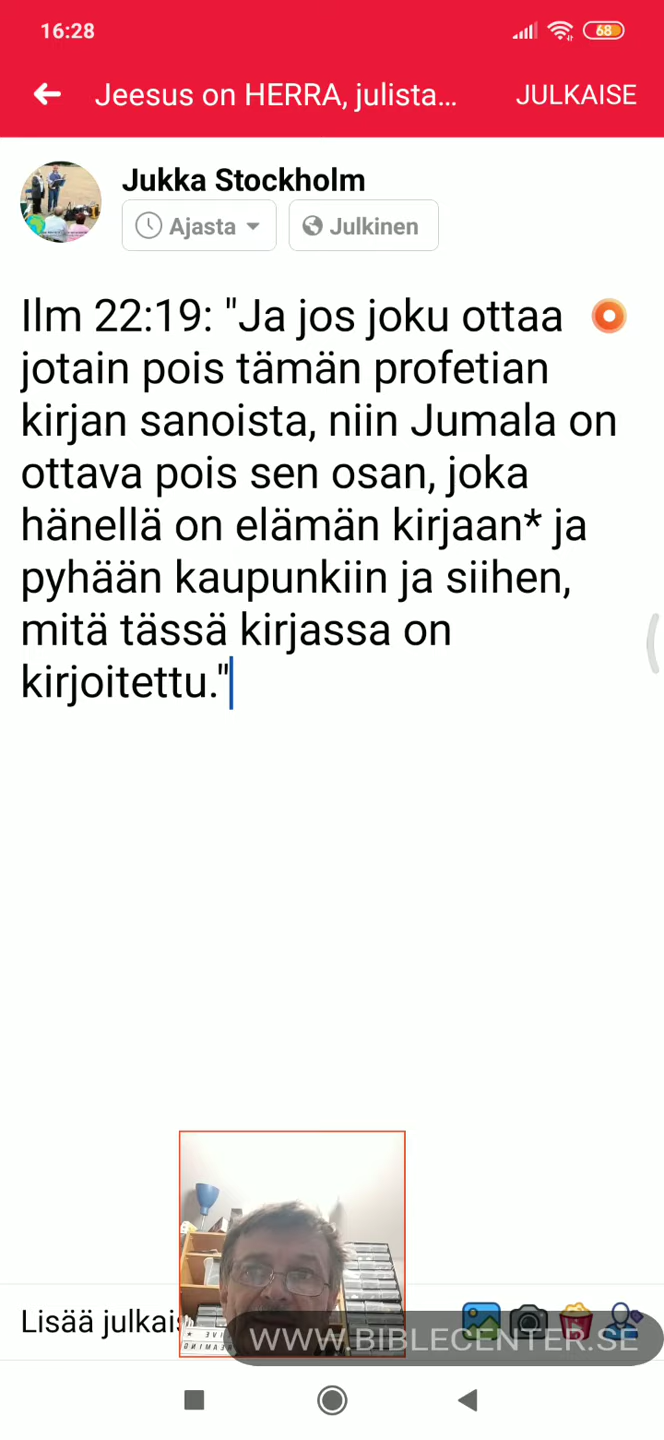 16:28
68
Jeesus on HERRA, julista...
JULKAISE
Jukka Stockholm
Ajasta
Julkinen
Ilm 22:19: "Ja jos joku ottaa
jotain pois tämän profetian
kirjan sanoista, niin Jumala on
ottava pois sen osan, joka
hänellä on elämän kirjaan* ja
pyhään kaupunkiin ja siihen,
mitä tässä kirjassa on
kirjoitettu."
Lisää julkais
WWW.BIBLECENTER.SE